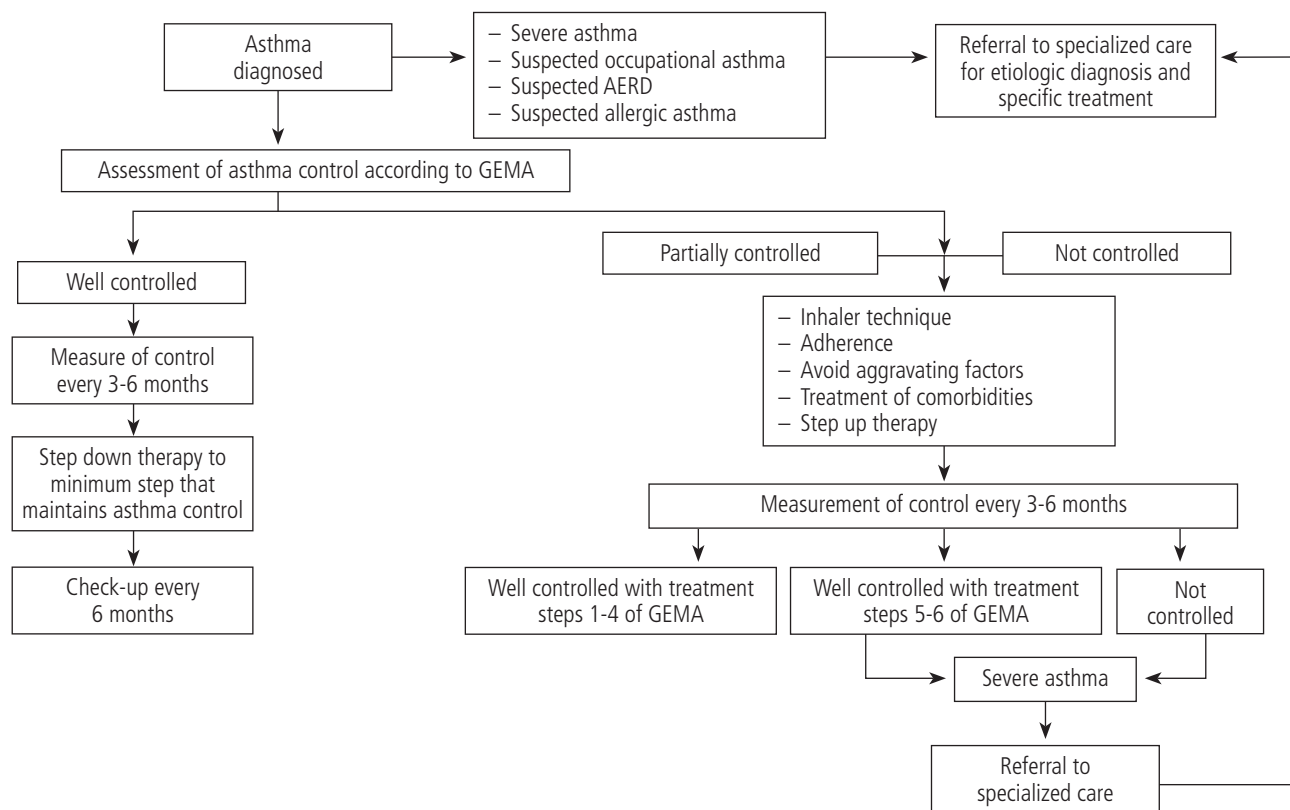 Asthma
diagnosed
– Severe asthma
– Suspected occupational asthma
– Suspected AERD
– Suspected allergic asthma
Referral to specialized care
for etiologic diagnosis and
specific treatment
Assessment of asthma control according to GEMA
Well controlled
Measure of control
every 3-6 months
Step down therapy to
minimum step that
maintains asthma control
Check-up every
6 months
Partially controlled
Not controlled
– Inhaler technique
– Adherence
– Avoid aggravating factors
– Treatment of comorbidities
– Step up therapy
Measurement of control every 3-6 months
Well controlled with treatment
steps 1-4 of GEMA
Well controlled with treatment
steps 5-6 of GEMA
Not
controlled
Severe asthma
Referral to
specialized care